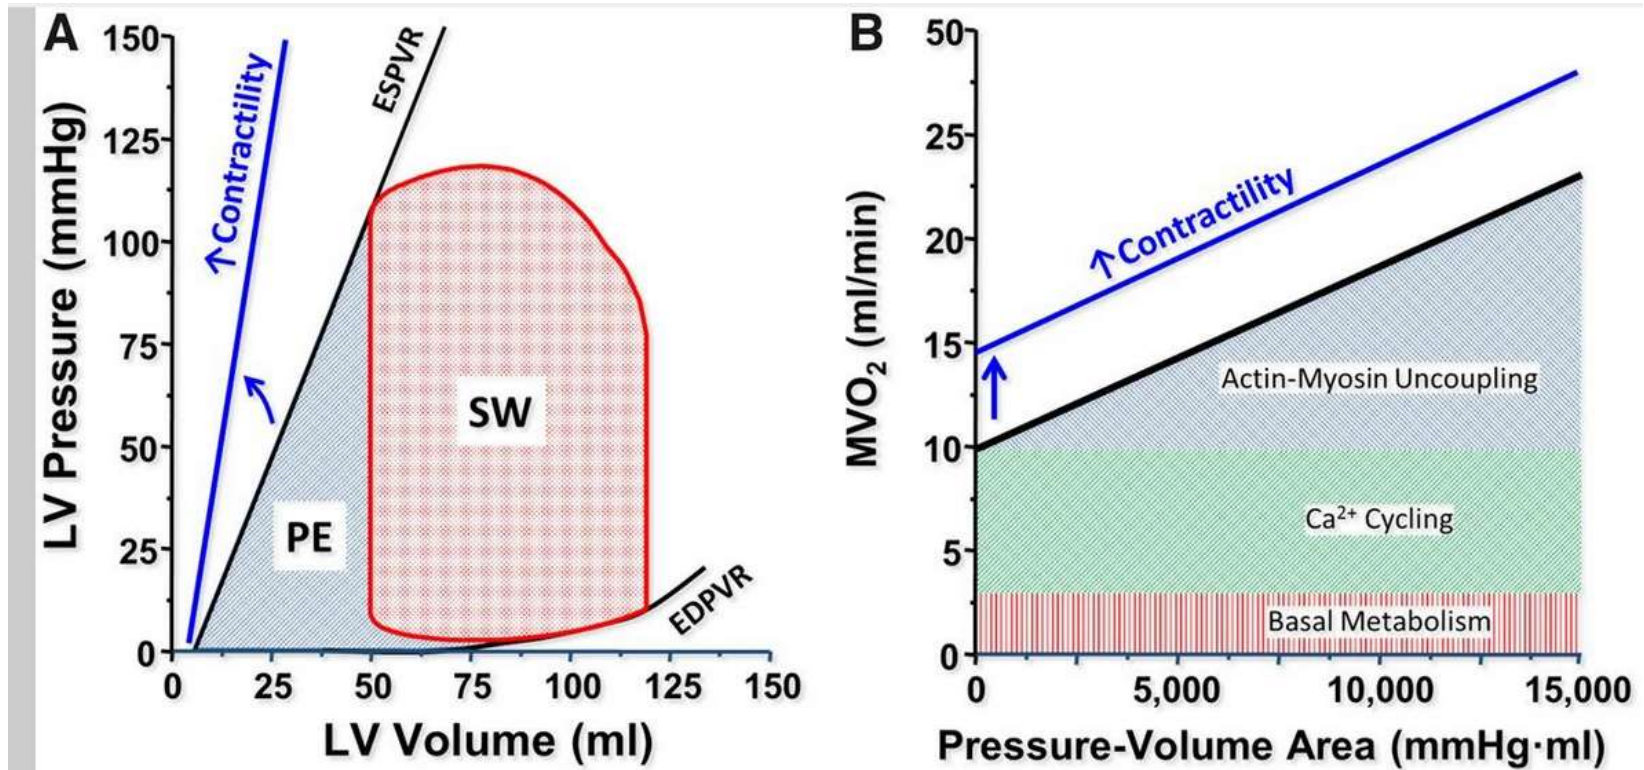 A
150
125
100
75
50
25
0
LV Pressure (mmHg)
↑Contractility
ESPVR
SW
PE
EDPVR
0 25 50 75 100 125 150
LV Volume (ml)
B
50
25
20
15
10
5
0
MVO₂ (ml/min)
↑Contractility
Actin-Myosin Uncoupling
Ca²⁺ Cycling
Basal Metabolism
0 5,000 10,000 15,000
Pressure-Volume Area (mmHg·ml)